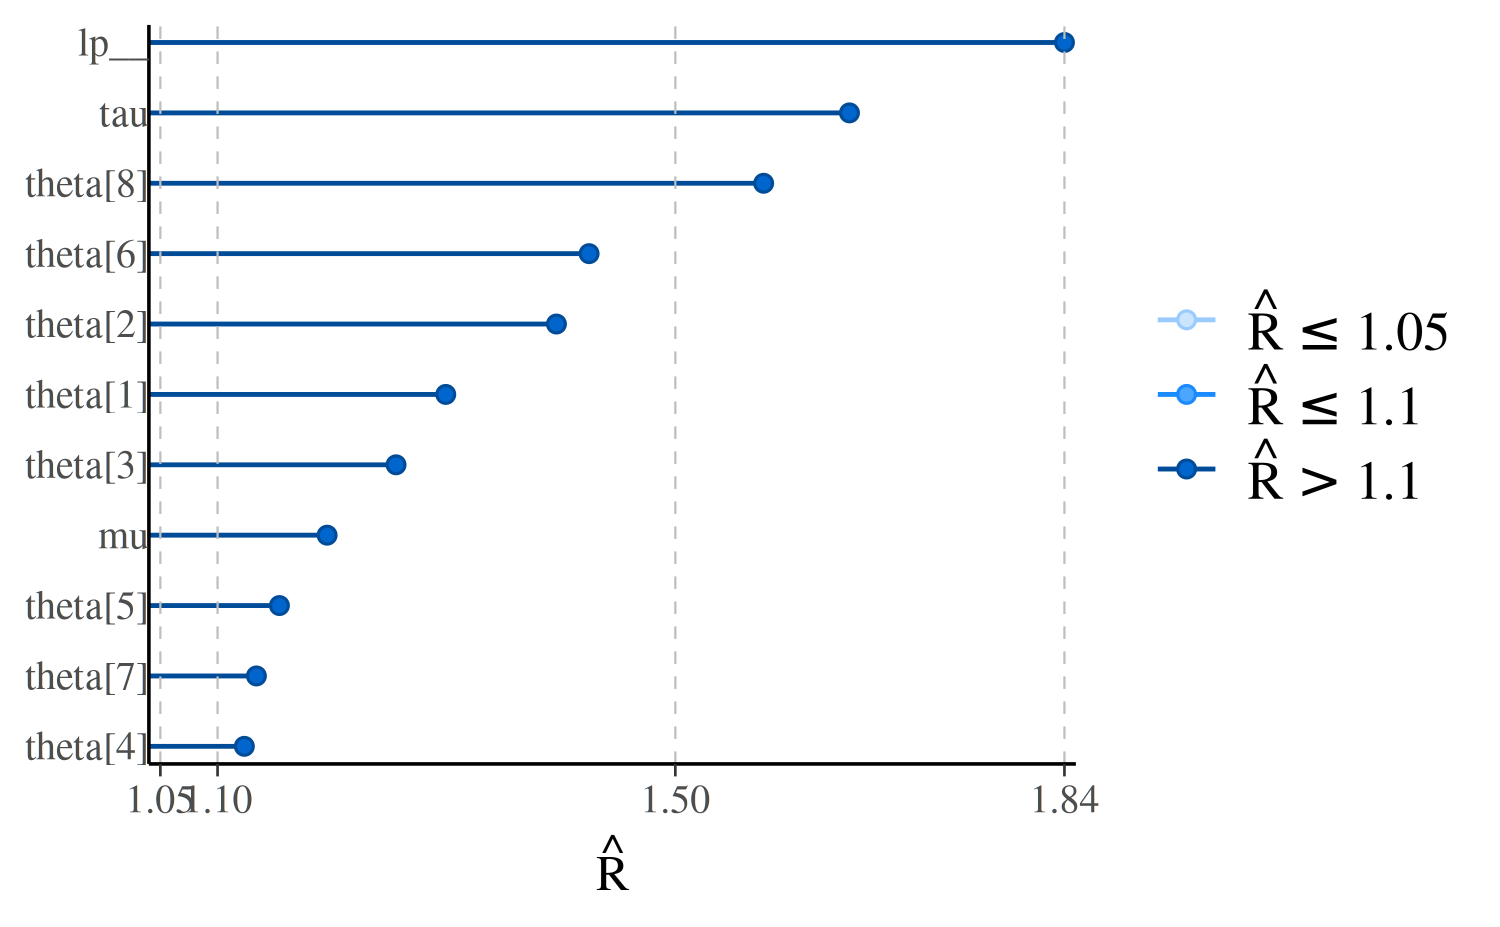 lp__
tau
theta[8]
theta[6]
theta[2]
theta[1]
theta[3]
mu
theta[5]
theta[7]
theta[4]
1.05 1.10 1.50 1.84
R̂
R̂ ≤ 1.05
R̂ ≤ 1.1
R̂ > 1.1